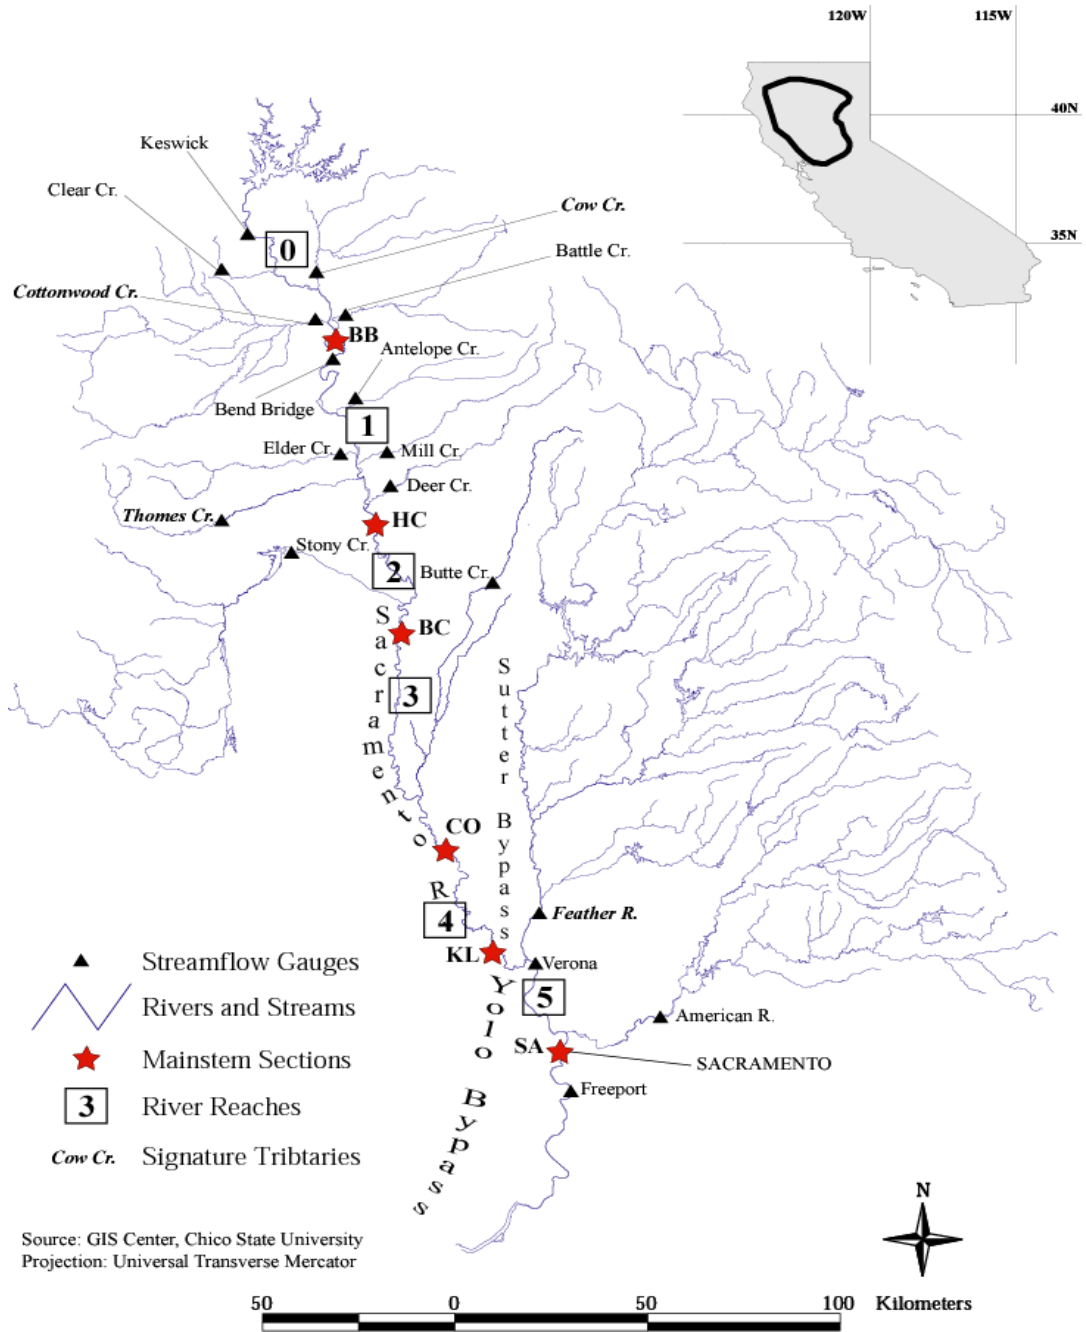 120W
115W
40N
35N
Keswick
Clear Cr.
Cow Cr.
0
Battle Cr.
Cottonwood Cr.
BB
Antelope Cr.
Bend Bridge
1
Elder Cr.
Mill Cr.
Deer Cr.
Thomes Cr.
HC
Stony Cr.
2
Butte Cr.
BC
Sacramento R
3
Sutter Bypass
CO
4
Feather R.
KL
Verona
5
Yolo Bypass
American R.
SA
SACRAMENTO
Freeport
Streamflow Gauges
Rivers and Streams
Mainstem Sections
3 River Reaches
Cow Cr. Signature Tribtaries
N
Source: GIS Center, Chico State University
Projection: Universal Transverse Mercator
50 0 50 100 Kilometers